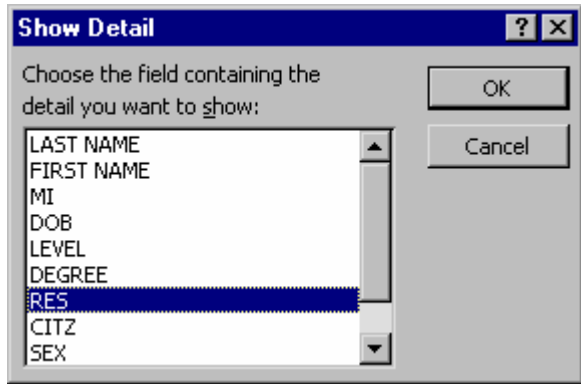 Show Detail
Choose the field containing the
detail you want to show:
OK
Cancel
LAST NAME
FIRST NAME
MI
DOB
LEVEL
DEGREE
RES
CITZ
SEX